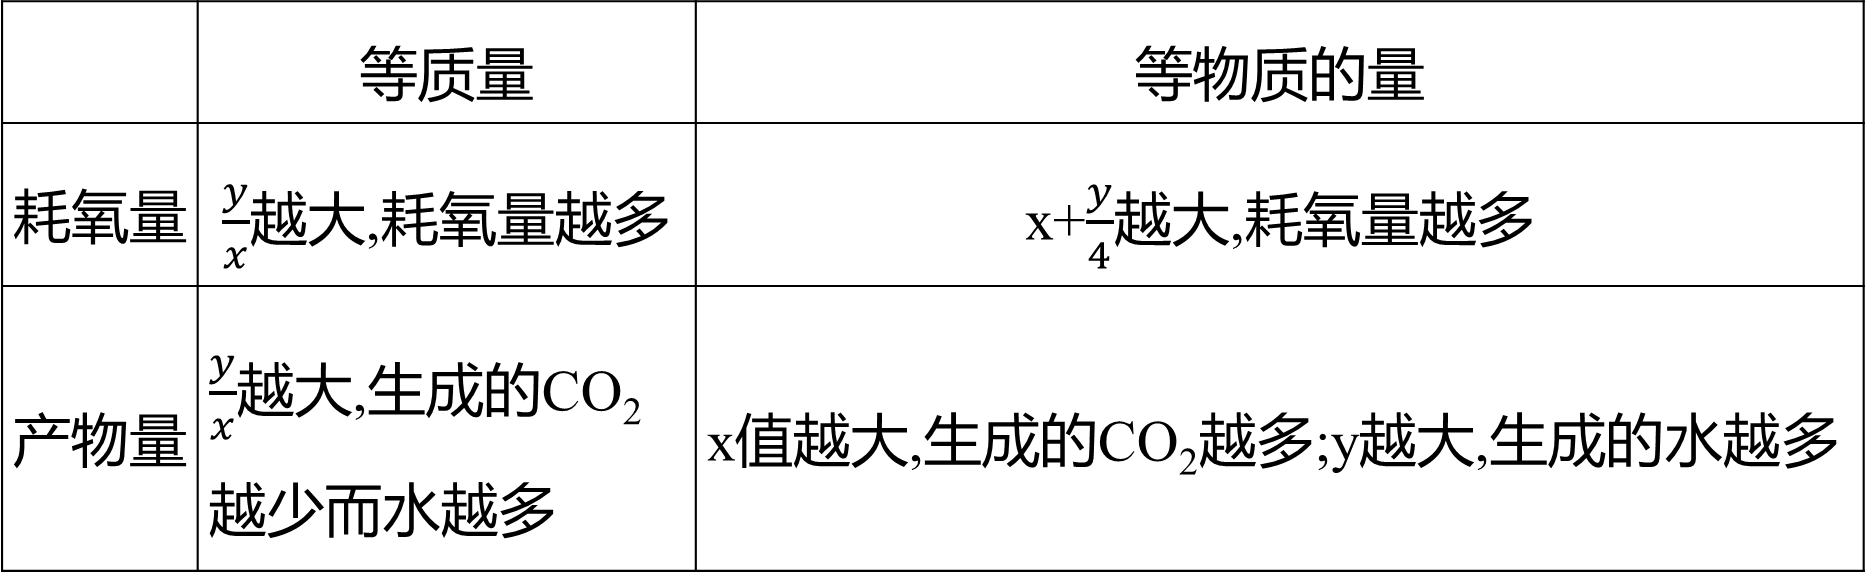 等质量 等物质的量
耗氧量 y/x越大,耗氧量越多 x+y/4越大,耗氧量越多
产物量 y/x越大,生成的CO₂
越少而水越多
x值越大,生成的CO₂越多;y越大,生成的水越多